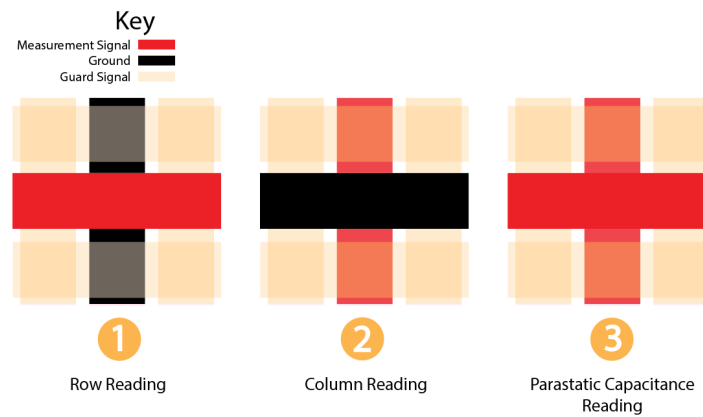 Key
Measurement Signal
Ground
Guard Signal
1
2
3
Row Reading
Column Reading
Parastatic Capacitance
Reading